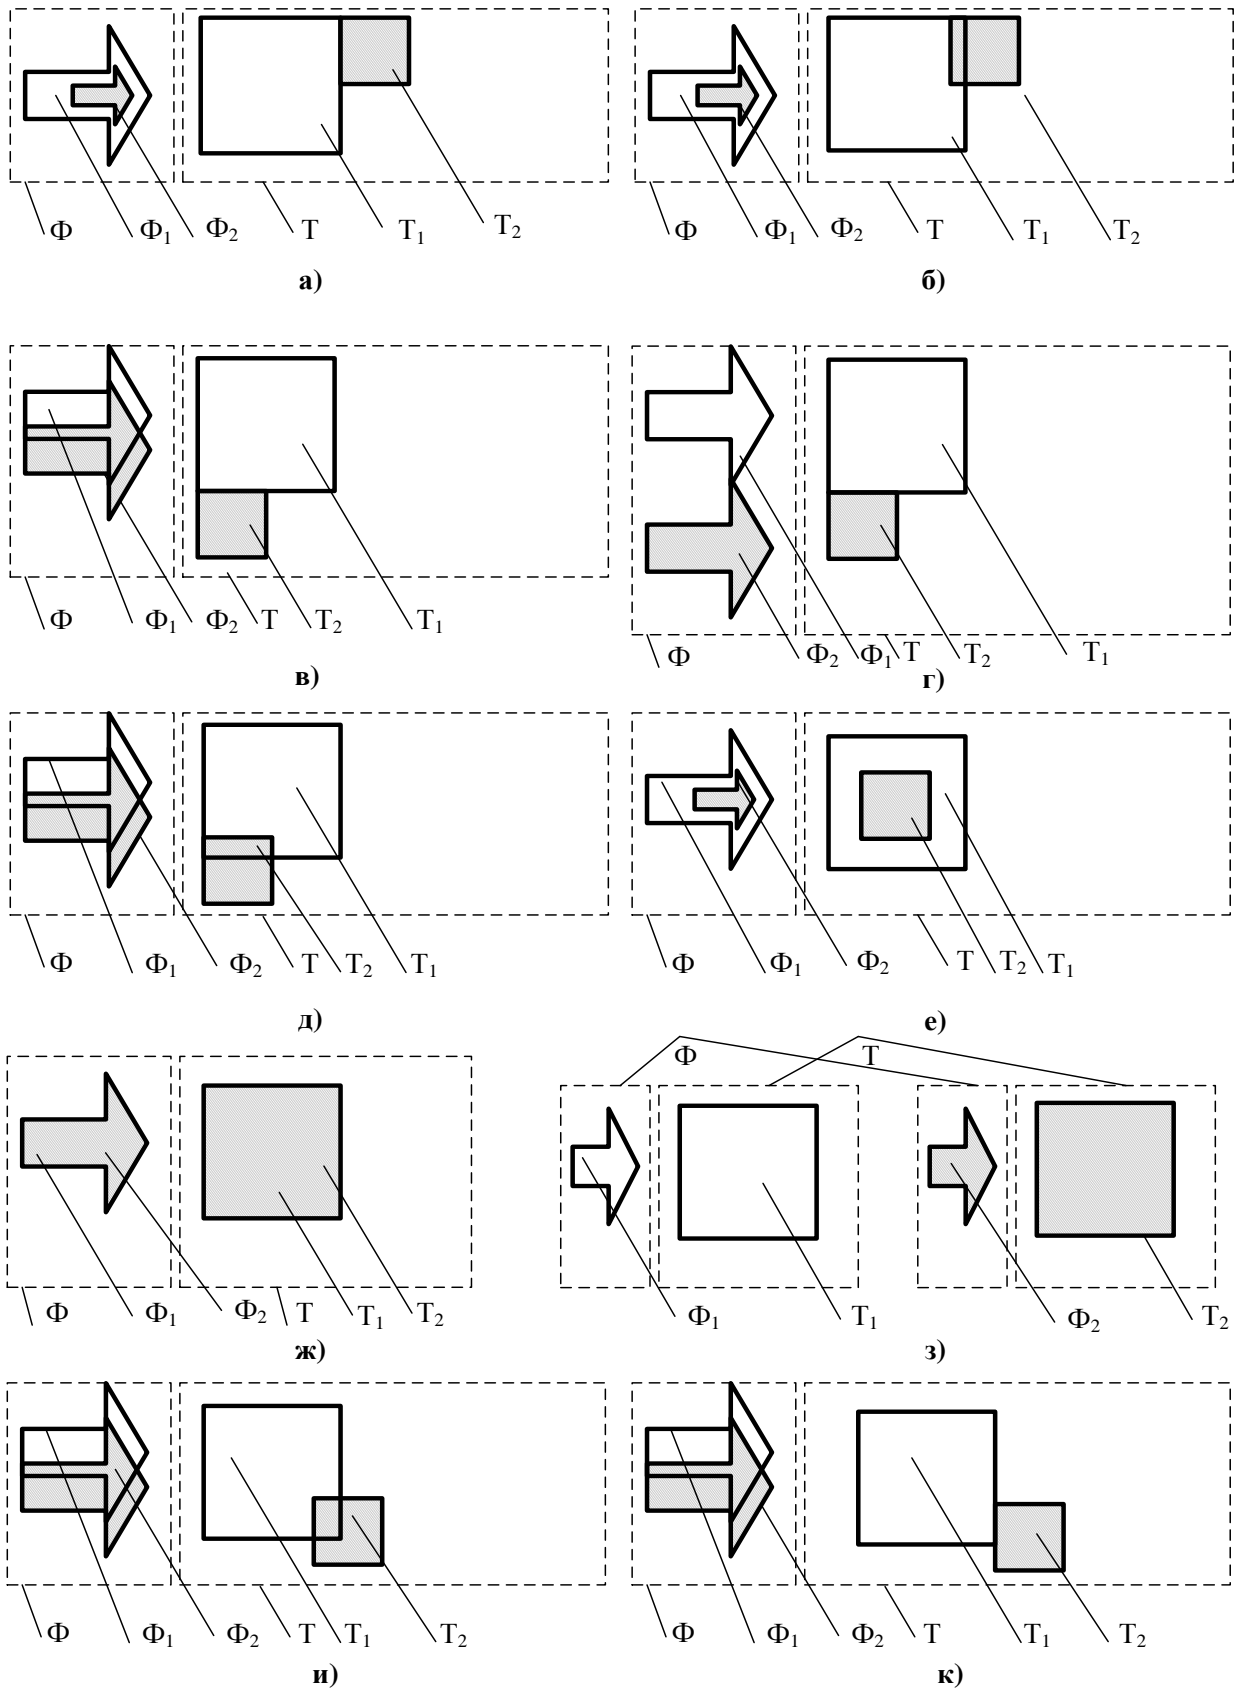 Ф Ф1 Ф2 Т Т1 Т2
Ф Ф1 Ф2 Т Т1 Т2
а)
б)
Ф Ф1 Ф2 Т Т2 Т1
Ф Ф2 Ф1 Т Т2 Т1
в)
г)
Ф Ф1 Ф2 Т Т2 Т1
Ф Ф1 Ф2 Т Т2 Т1
д)
е)
Ф Т
Ф Ф1 Ф2 Т Т1 Т2
Ф1 Т1 Ф2 Т2
ж)
з)
Ф Ф1 Ф2 Т Т1 Т2
Ф Ф1 Ф2 Т Т1 Т2
и)
к)